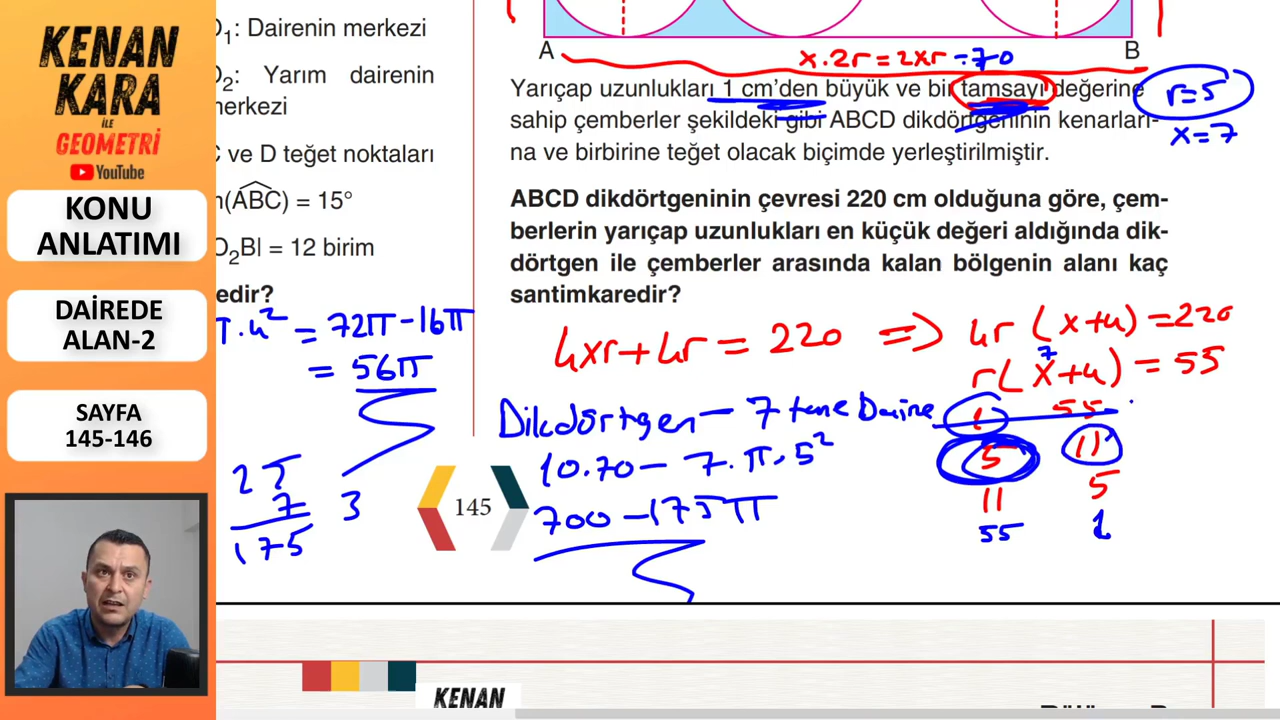 KENAN
KARA
İLE
GEOMETRİ
YouTube
KONU
ANLATIMI
DAİREDE
ALAN-2
SAYFA
145-146
O₁: Dairenin merkezi
O₂: Yarım dairenin
merkezi
C ve D teğet noktaları
m(ABC) = 15°
O₂B| = 12 birim
edir?
π.4² = 72π-16π
= 56π
25
7
175
3
145
A
B
x.2r=2xr=70
Yarıçap uzunlukları 1 cm'den büyük ve bir tamsayı değerine
sahip çemberler şekildeki gibi ABCD dikdörtgeninin kenarları-
na ve birbirine teğet olacak biçimde yerleştirilmiştir.
r=5
x=7
ABCD dikdörtgeninin çevresi 220 cm olduğuna göre, çem-
berlerin yarıçap uzunlukları en küçük değeri aldığında dik-
dörtgen ile çemberler arasında kalan bölgenin alanı kaç
santimkaredir?
4xr+4r = 220 => 4r(x+4)=220
7
r(x+4) = 55
1 55
5 11
11 5
55 1
Dikdörtgen - 7 tane Daire
10.70 - 7.π.5²
700 - 175π
KENAN